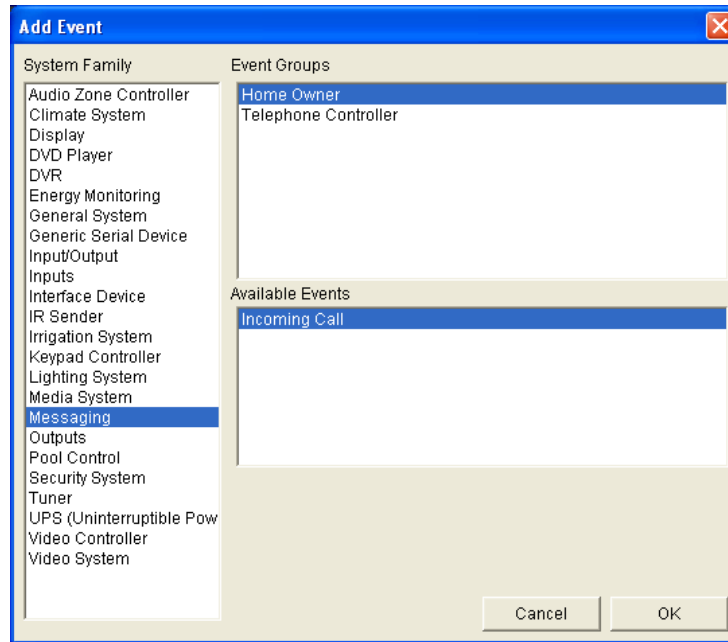 Add Event
System Family
Audio Zone Controller
Climate System
Display
DVD Player
DVR
Energy Monitoring
General System
Generic Serial Device
Input/Output
Inputs
Interface Device
IR Sender
Irrigation System
Keypad Controller
Lighting System
Media System
Messaging
Outputs
Pool Control
Security System
Tuner
UPS (Uninterruptible Pow
Video Controller
Video System
Event Groups
Home Owner
Telephone Controller
Available Events
Incoming Call
Cancel
OK